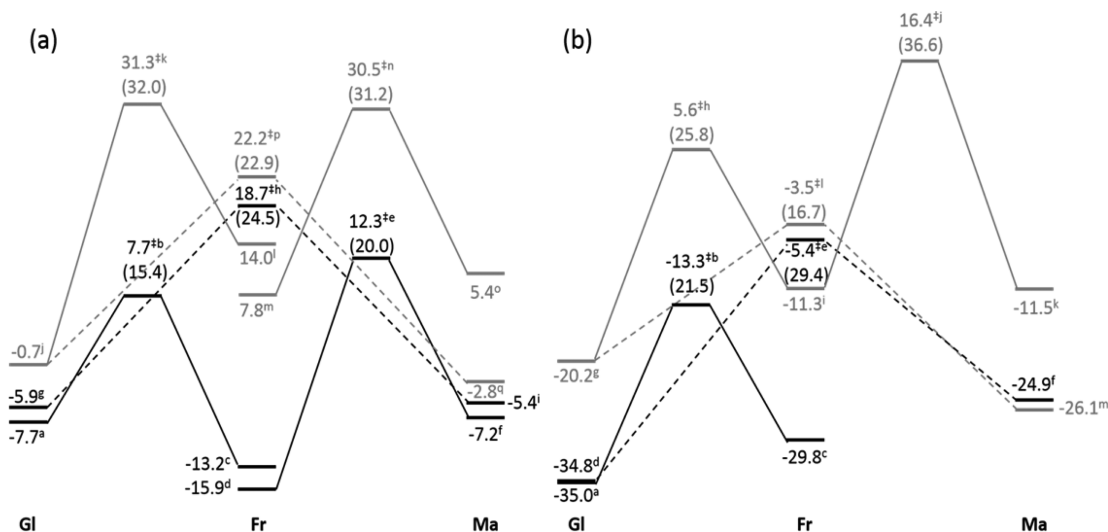 (a)
31.3‡k
(32.0)
30.5‡n
(31.2)
22.2‡p
(22.9)
18.7‡h
(24.5)
12.3‡e
(20.0)
7.7‡b
(15.4)
14.0l
7.8m
5.4o
-0.7j
-5.9g
-7.7a
-2.8q
-5.4i
-7.2f
-13.2c
-15.9d
Gl Fr Ma
(b)
16.4‡j
(36.6)
5.6‡h
(25.8)
-3.5‡l
(16.7)
-5.4‡e
(29.4)
-13.3‡b
(21.5)
-11.3i
-11.5k
-20.2g
-24.9f
-26.1m
-29.8c
-34.8d
-35.0a
Gl Fr Ma